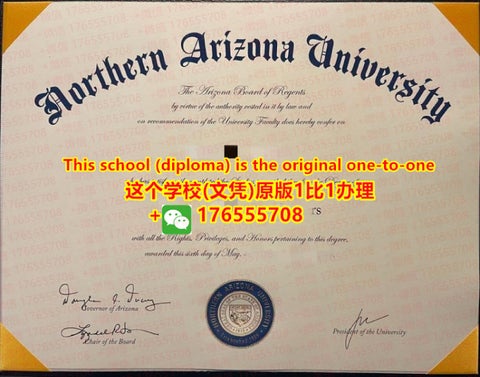 Northern Arizona University
The Arizona Board of Regents
by virtue of the authority vested in it by law and
on recommendation of the University Faculty does hereby confer on
This school (diploma) is the original one-to-one
这个学校(文凭)原版1比1办理
+ 176555708
with all the Rights, Privileges, and Honors pertaining to this degree,
awarded this sixth day of May,
Governor of Arizona
Chair of the Board
President of the University
NORTHERN ARIZONA UNIVERSITY